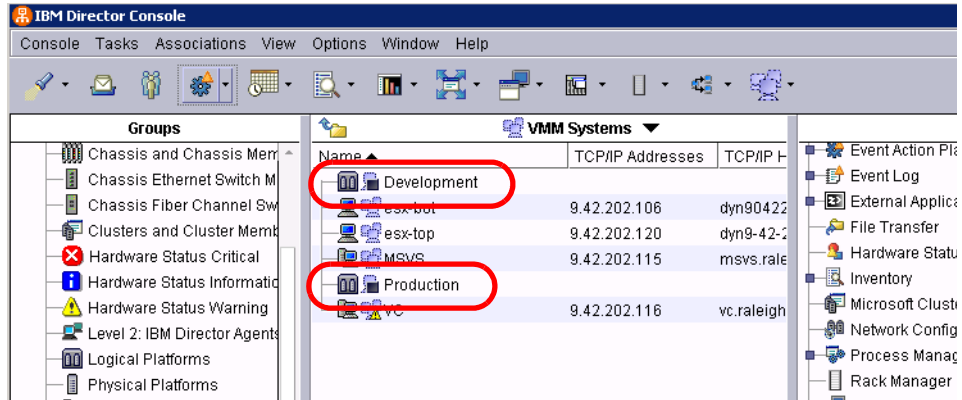 IBM Director Console
Console Tasks Associations View Options Window Help
Groups
Chassis and Chassis Mem
Chassis Ethernet Switch M
Chassis Fiber Channel Sw
Clusters and Cluster Memb
Hardware Status Critical
Hardware Status Informatio
Hardware Status Warning
Level 2: IBM Director Agents
Logical Platforms
Physical Platforms
VMM Systems
Name TCP/IP Addresses TCP/IP H
Development
esx-bot 9.42.202.106 dyn90422
esx-top 9.42.202.120 dyn9-42-2
MSVS 9.42.202.115 msvs.rale
Production
VC 9.42.202.116 vc.raleigh
Event Action Pla
Event Log
External Applica
File Transfer
Hardware Statu
Inventory
Microsoft Cluste
Network Config
Process Manag
Rack Manager